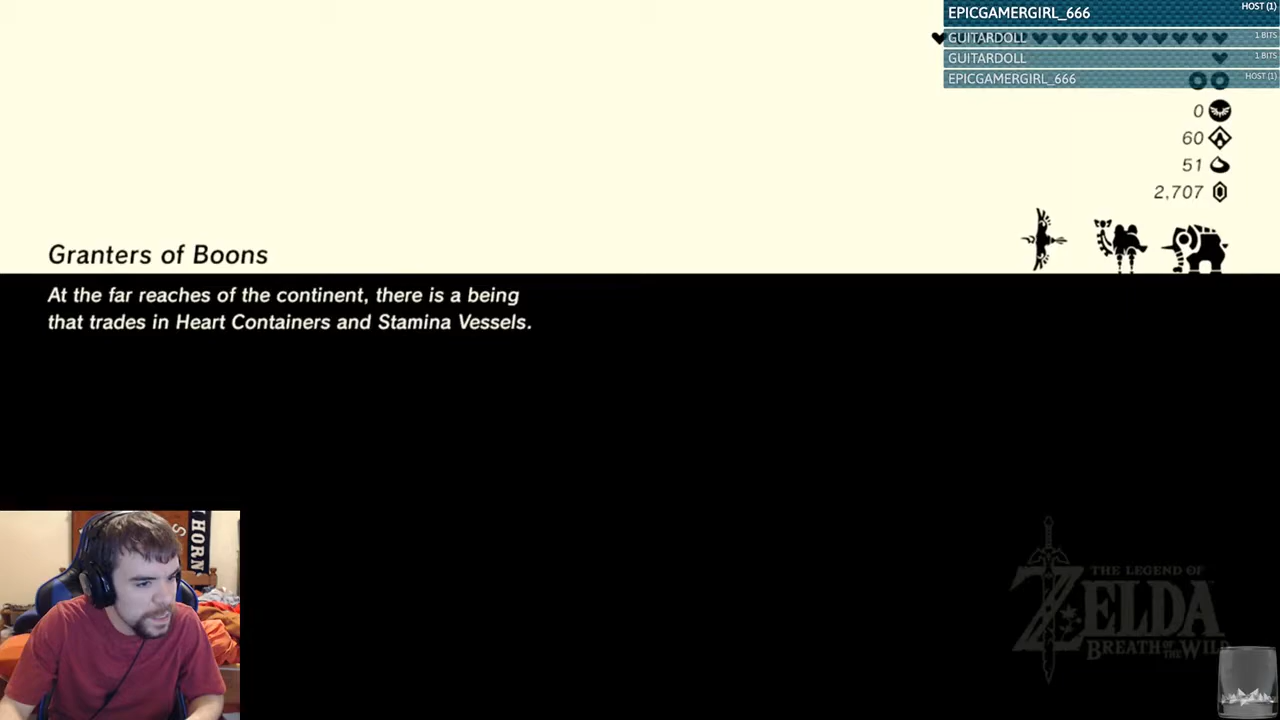 EPICGAMERGIRL_666 HOST (1)
GUITARDOLL 1 BITS
GUITARDOLL 1 BITS
EPICGAMERGIRL_666 HOST (1)
0
60
51
2,707
Granters of Boons
At the far reaches of the continent, there is a being
that trades in Heart Containers and Stamina Vessels.
HORN
S
THE LEGEND OF
ZELDA
BREATH OF THE WILD